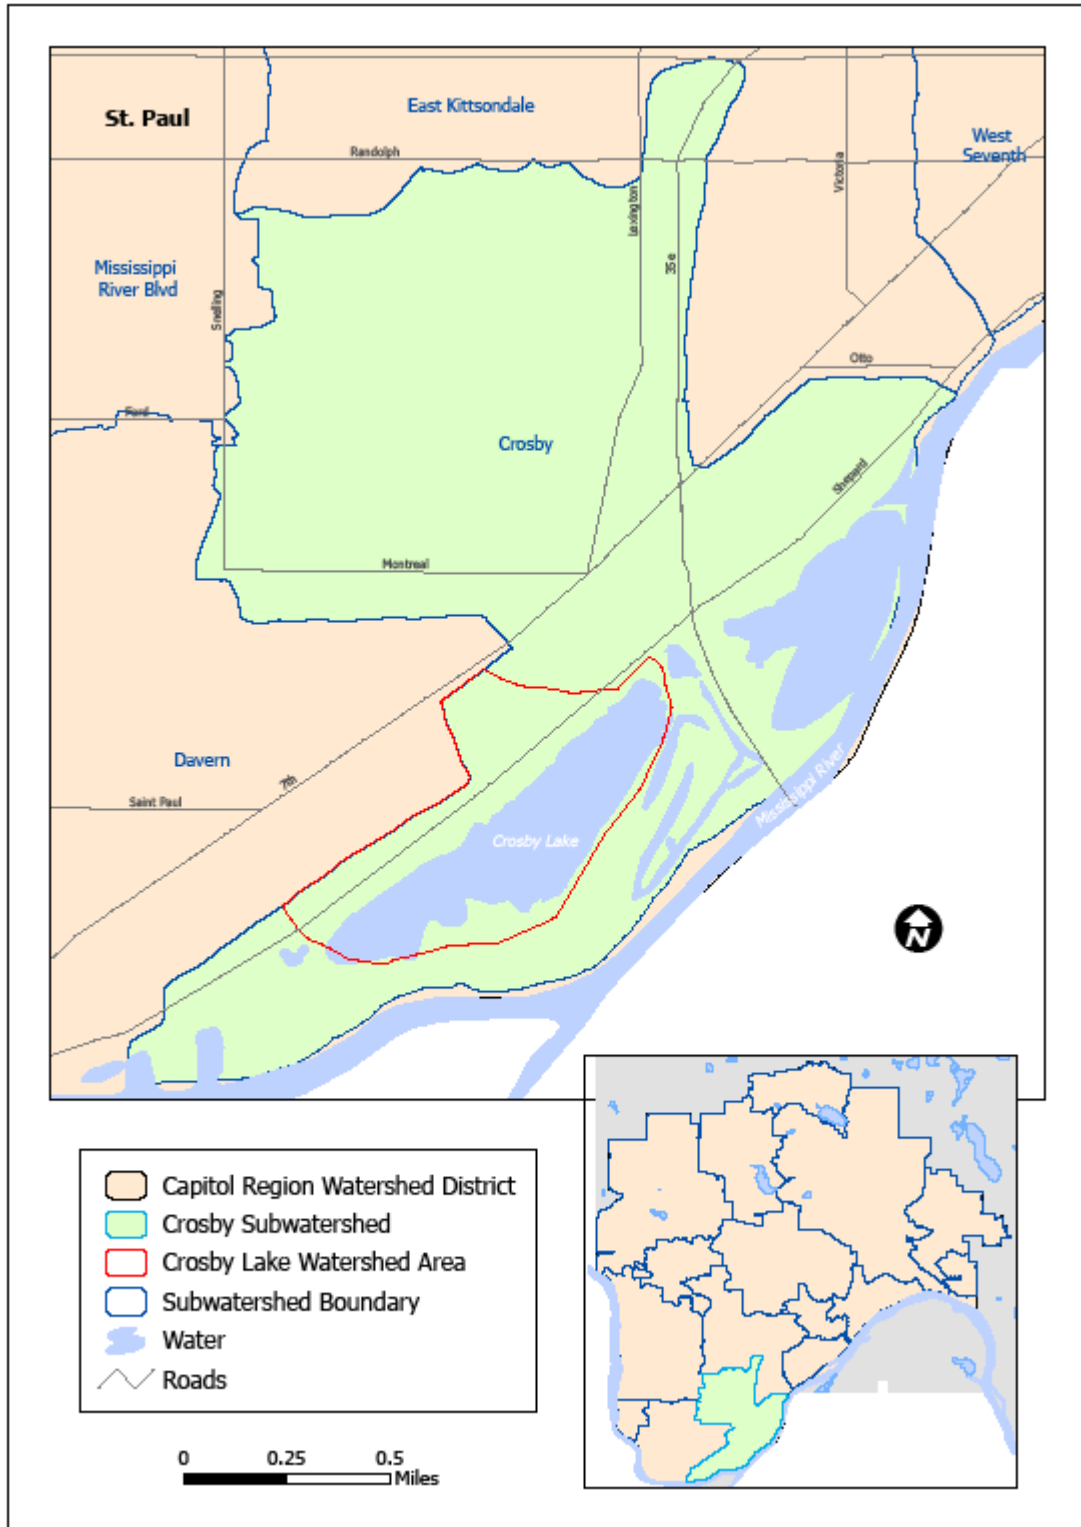 East Kittsondale
St. Paul
West
Seventh
Randolph
Victoria
Lexington
35e
Mississippi
River Blvd
Snelling
Otto
Ford
Crosby
Shepard
Montreal
Davern
7th
Saint Paul
Mississippi River
Crosby Lake
N
Capitol Region Watershed District
Crosby Subwatershed
Crosby Lake Watershed Area
Subwatershed Boundary
Water
Roads
0 0.25 0.5
Miles